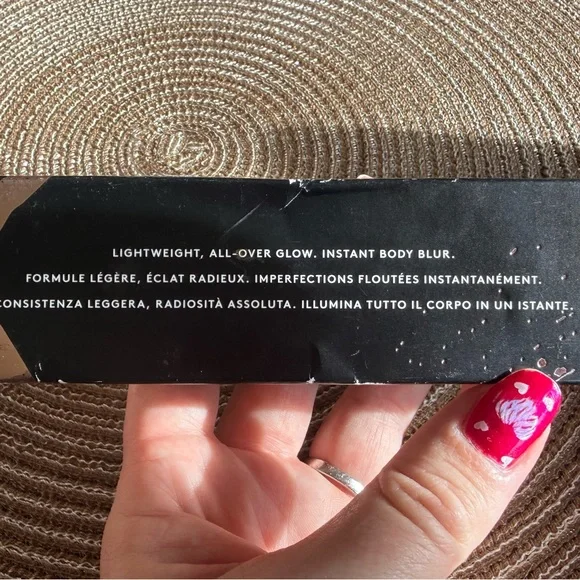 LIGHTWEIGHT, ALL-OVER GLOW. INSTANT BODY BLUR.
FORMULE LÉGÈRE, ÉCLAT RADIEUX. IMPERFECTIONS FLOUTÉES INSTANTANÉMENT.
CONSISTENZA LEGGERA, RADIOSITÀ ASSOLUTA. ILLUMINA TUTTO IL CORPO IN UN ISTANTE.